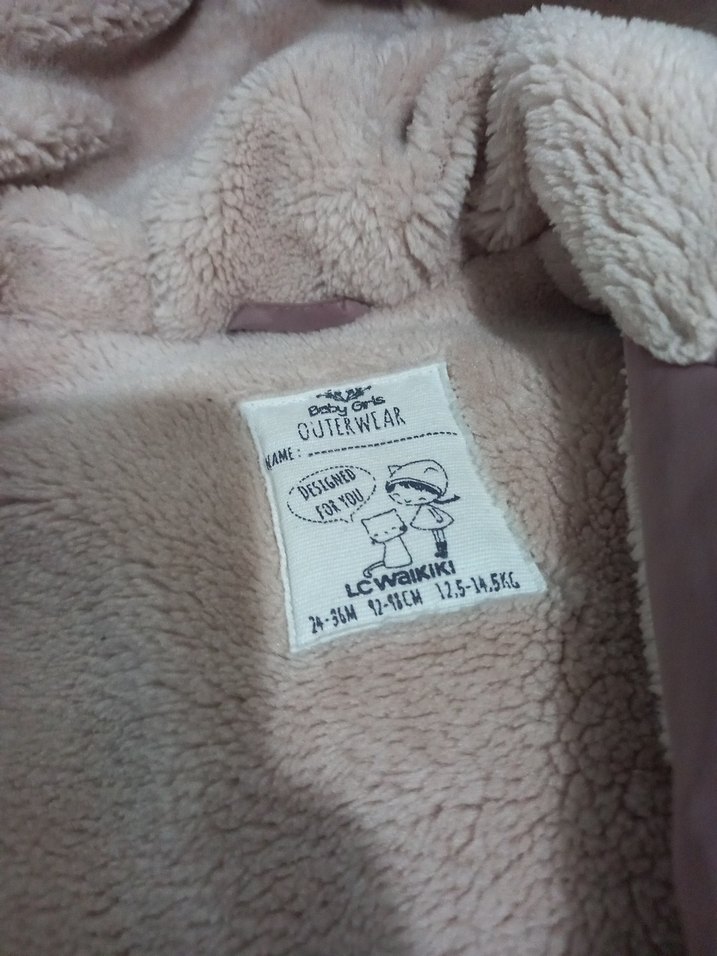 Baby Girls
OUTERWEAR
NAME:
DESIGNED
FOR YOU
LC WAIKIKI
24-36M 92-98CM 12.5-14.5KG